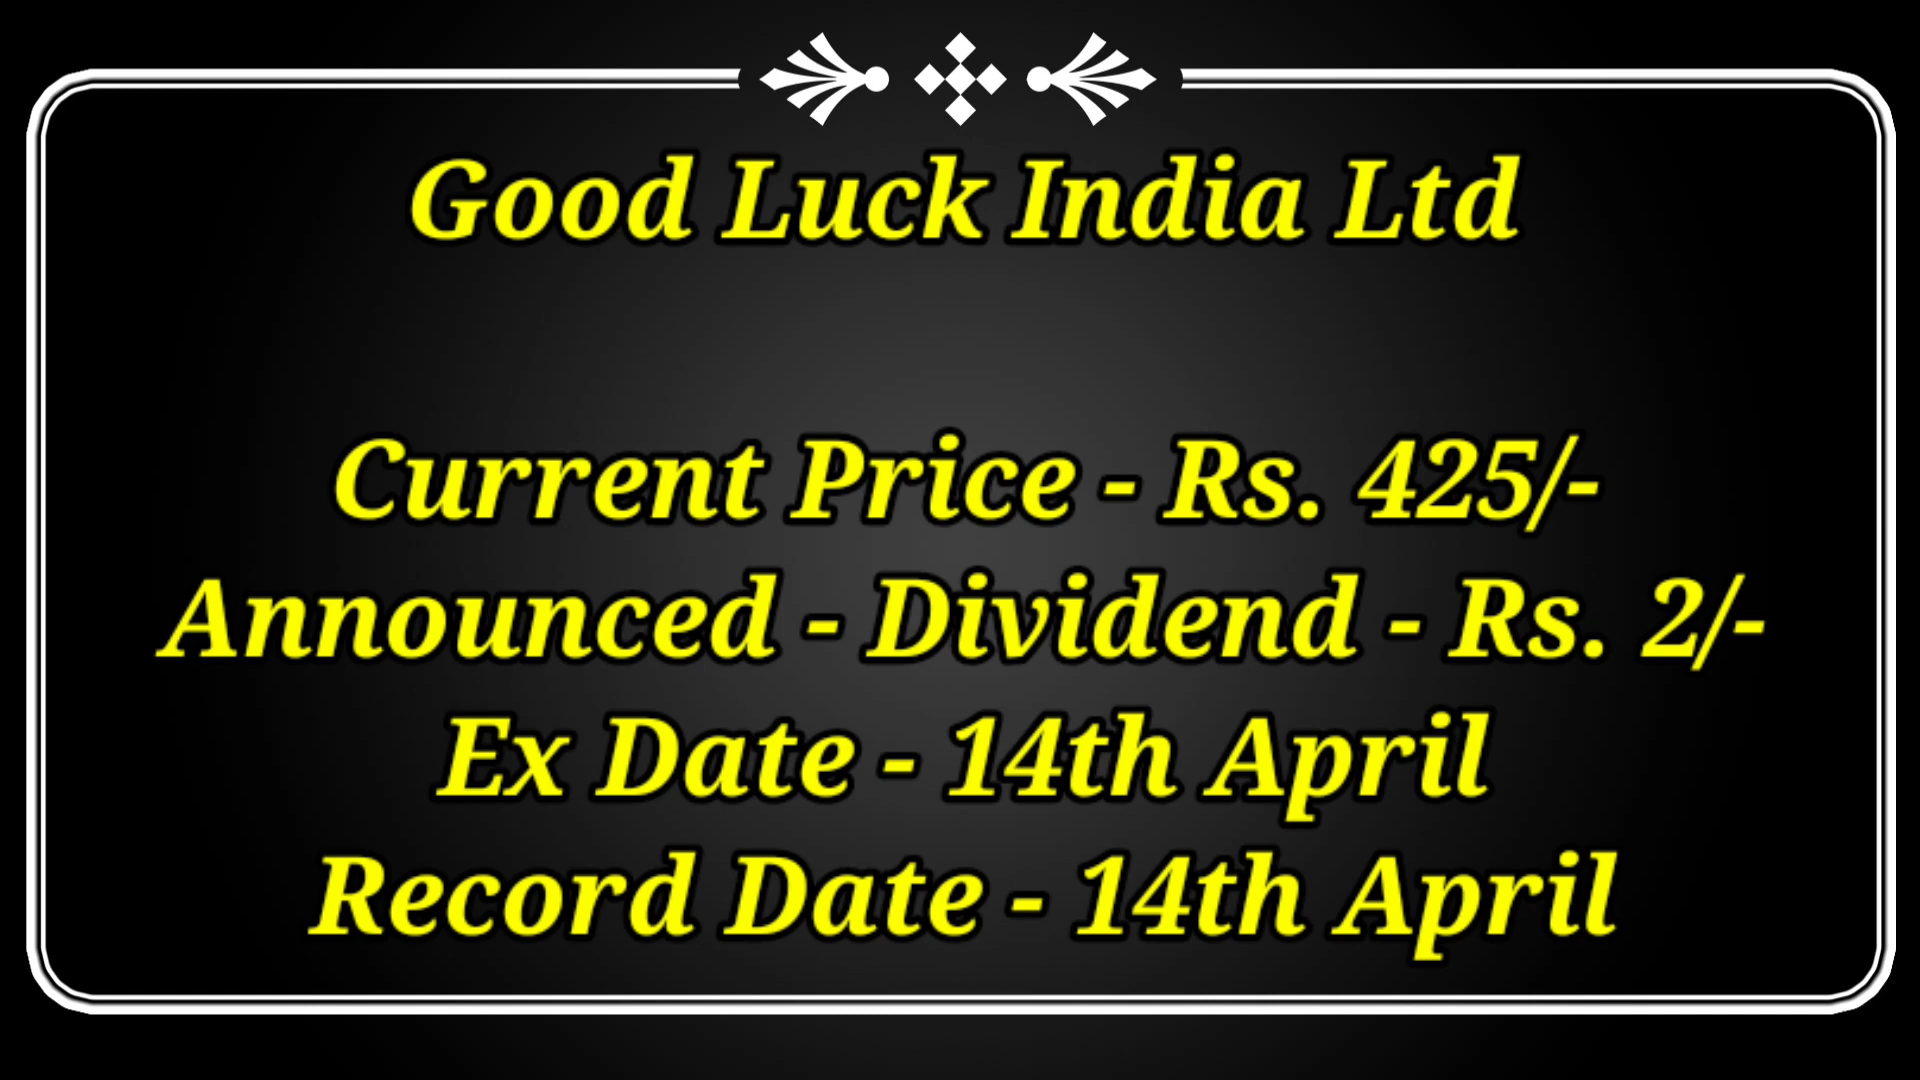 Good Luck India Ltd
Current Price - Rs. 425/-
Announced - Dividend - Rs. 2/-
Ex Date - 14th April
Record Date - 14th April